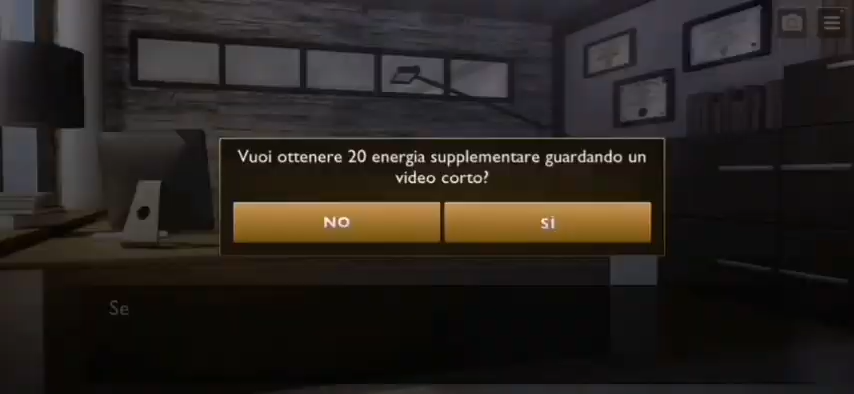 Vuoi ottenere 20 energia supplementare guardando un
video corto?
NO
SÌ
Se